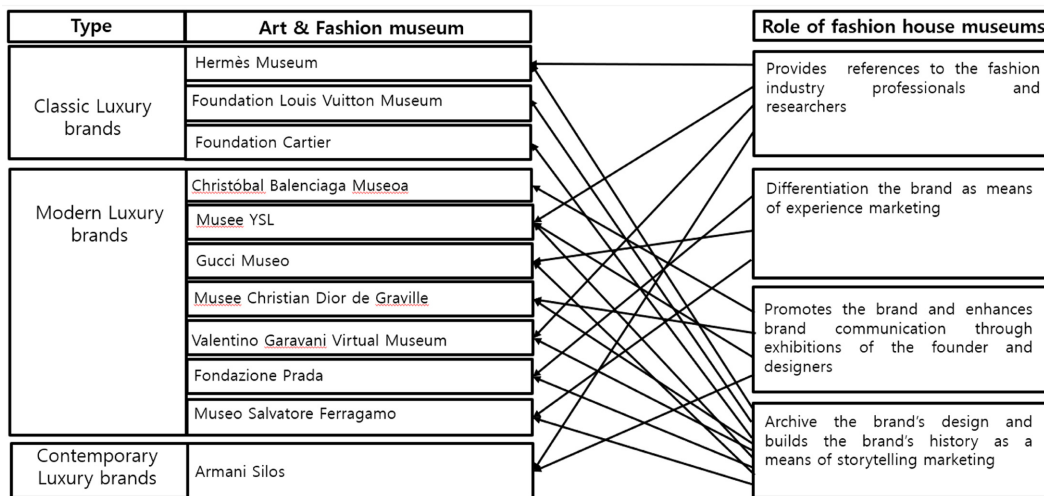 Type
Art & Fashion museum
Role of fashion house museums
Classic Luxury
brands
Hermès Museum
Foundation Louis Vuitton Museum
Foundation Cartier
Modern Luxury
brands
Christóbal Balenciaga Museoa
Musee YSL
Gucci Museo
Musee Christian Dior de Graville
Valentino Garavani Virtual Museum
Fondazione Prada
Museo Salvatore Ferragamo
Contemporary
Luxury brands
Armani Silos
Provides references to the fashion
industry professionals and
researchers
Differentiation the brand as means
of experience marketing
Promotes the brand and enhances
brand communication through
exhibitions of the founder and
designers
Archive the brand's design and
builds the brand's history as a
means of storytelling marketing